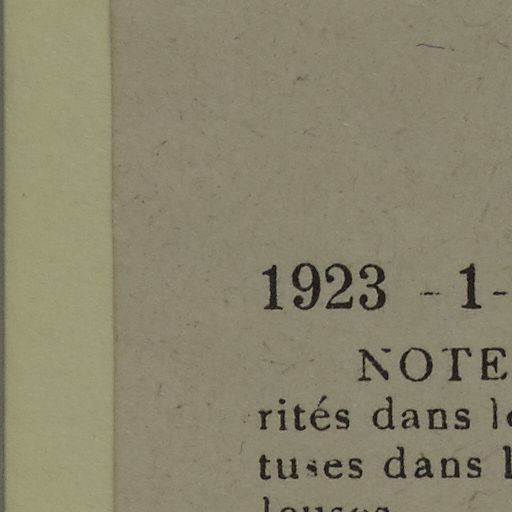 1923 - 1-
NOTE
rités dans
tuses dans